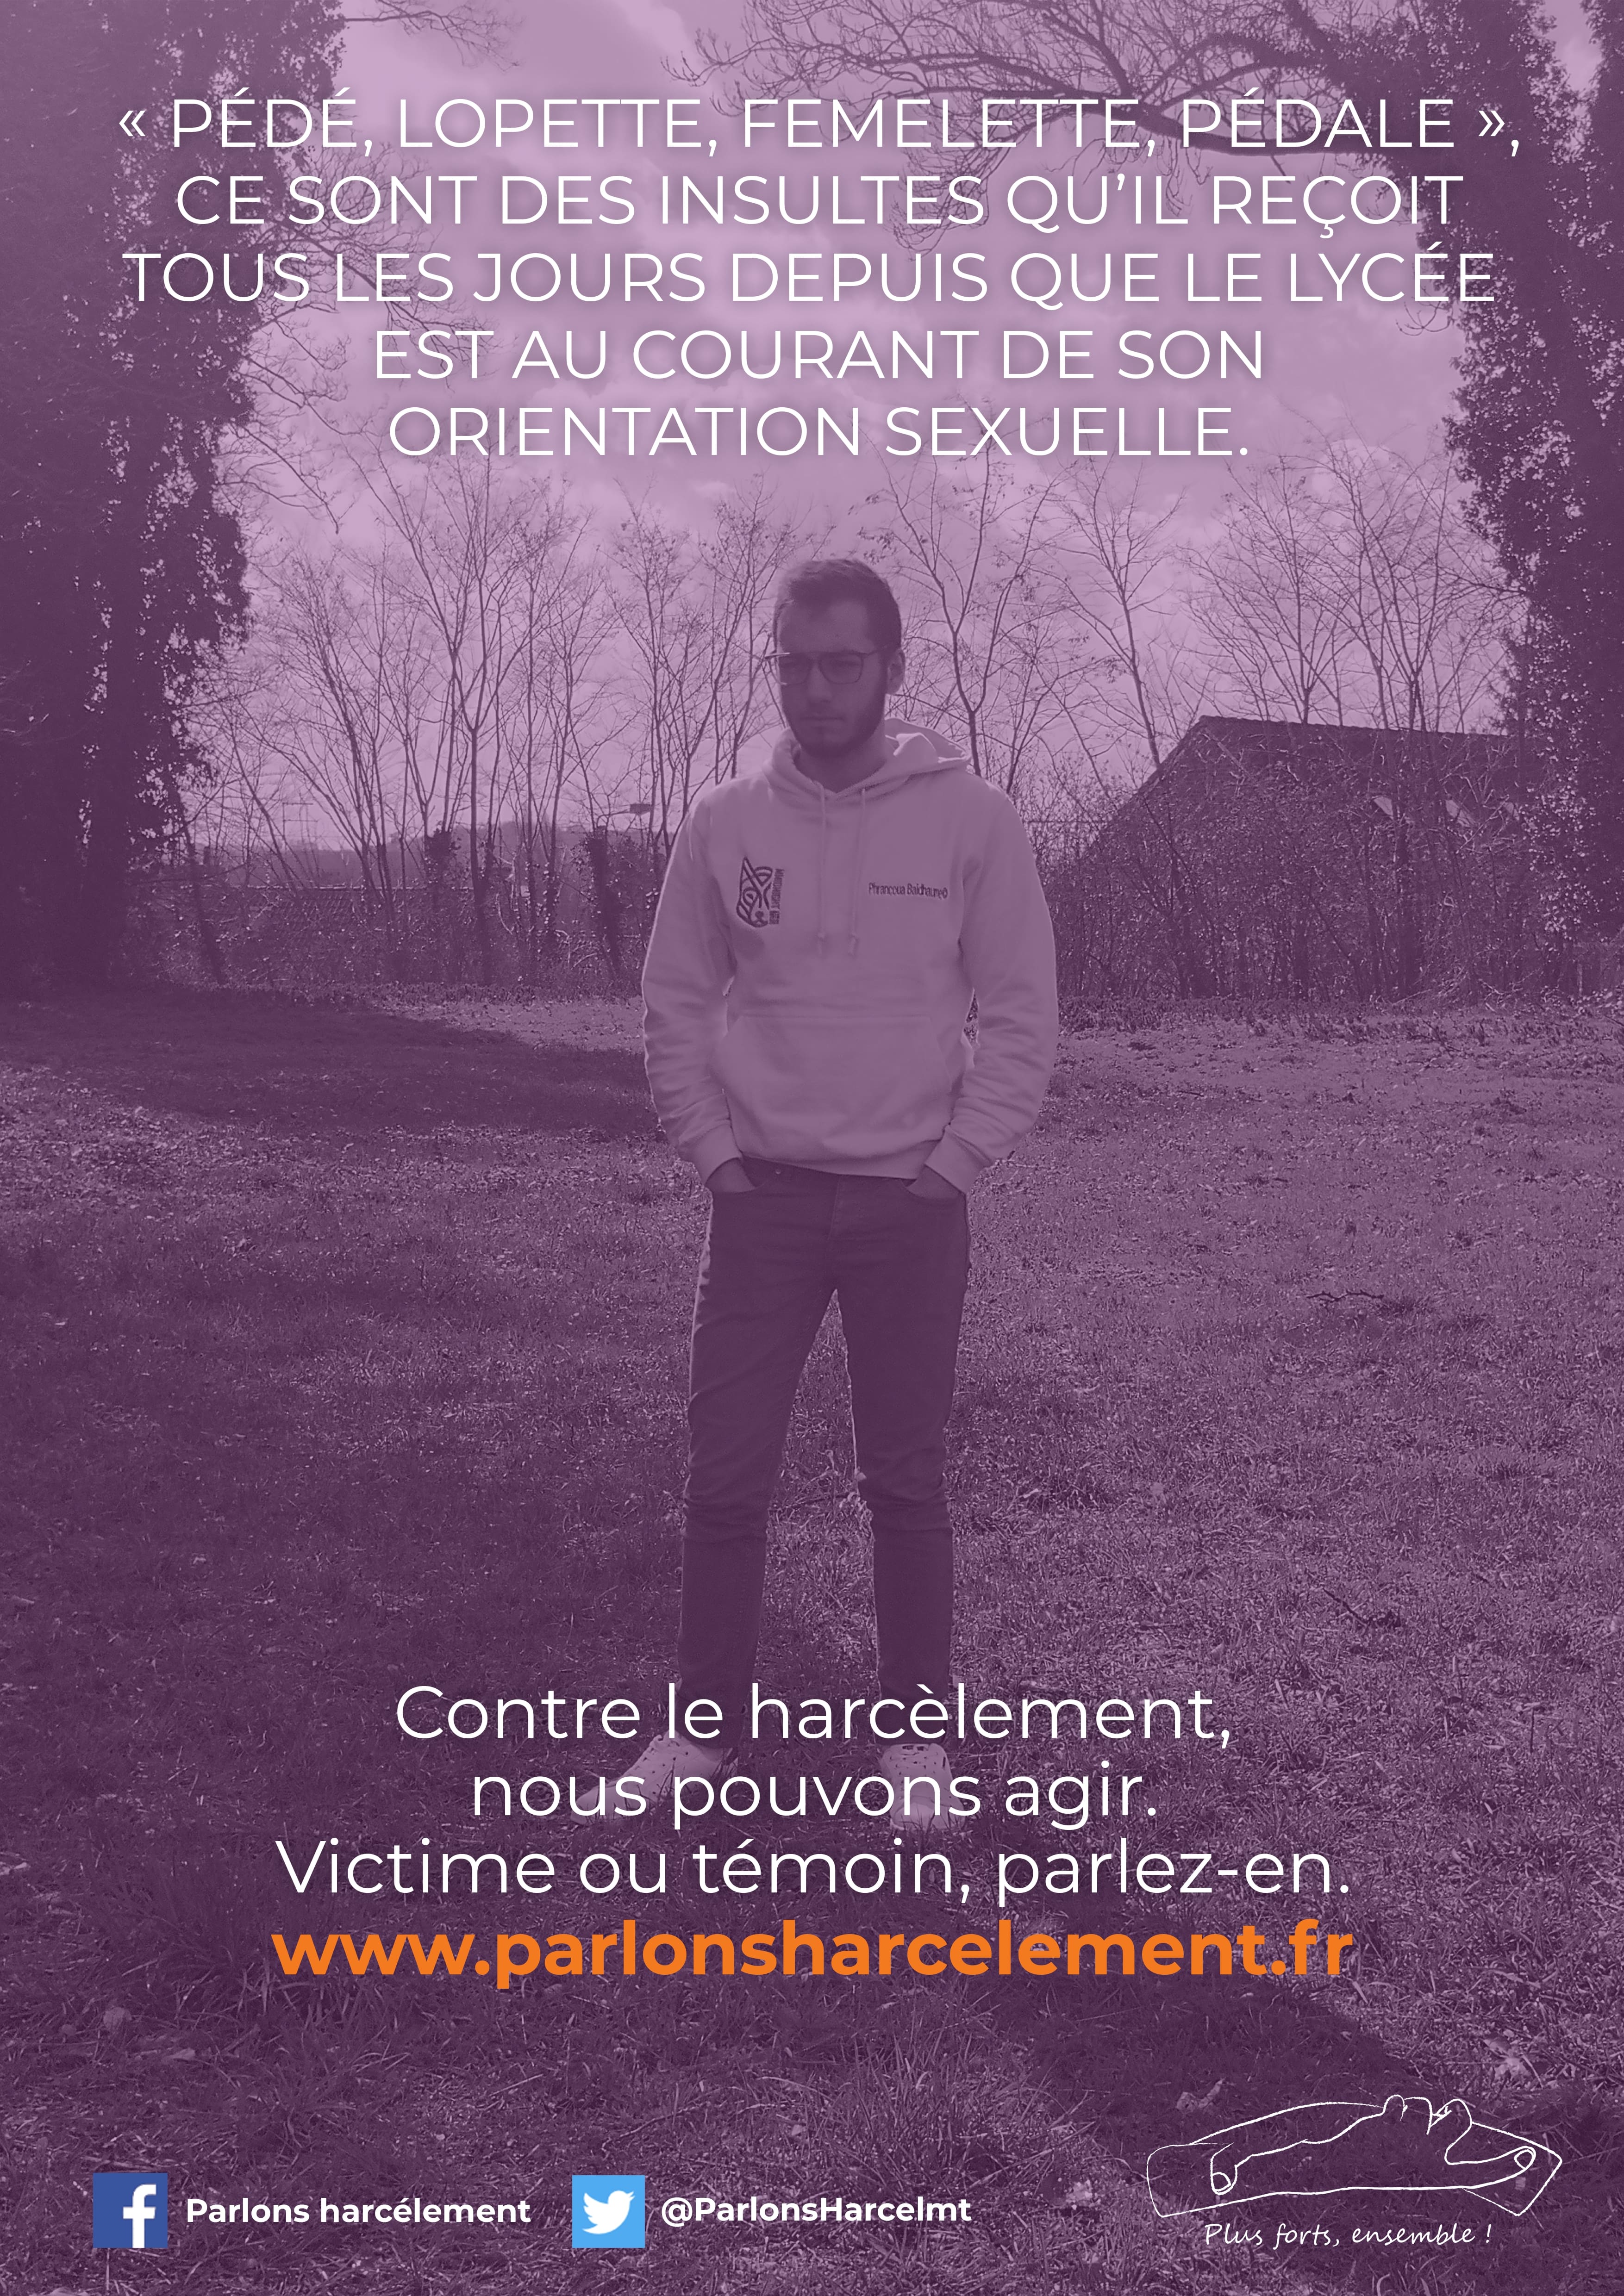 « PÉDÉ, LOPETTE, FEMELETTE, PÉDALE »,
CE SONT DES INSULTES QU’IL REÇOIT
TOUS LES JOURS DEPUIS QUE LE LYCÉE
EST AU COURANT DE SON
ORIENTATION SEXUELLE.
Phrancoua Baldhaureô
Contre le harcèlement,
nous pouvons agir.
Victime ou témoin, parlez-en.
www.parlonsharcelement.fr
Parlons harcélement
@ParlonsHarcelmt
Plus forts, ensemble !